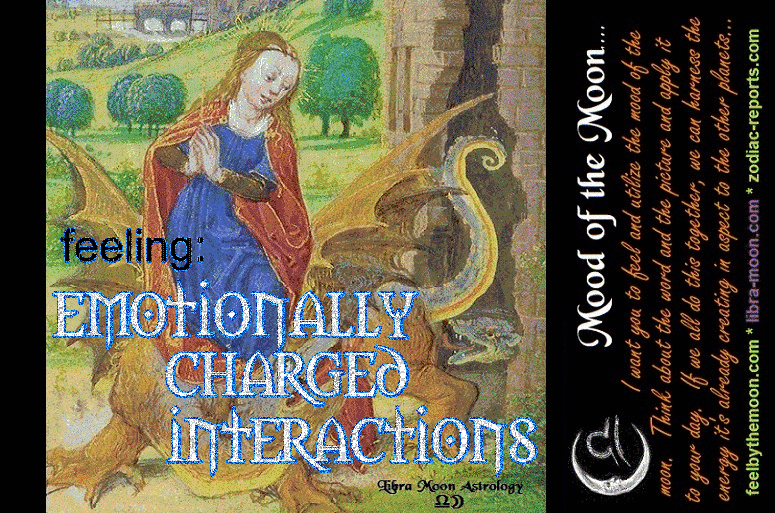 feeling:
EMOTIONALLY
CHARGED
INTERACTIONS
Libra Moon Astrology
Mood of the Moon....
I want you to feel and utilize the mood of the
moon. Think about the word and the picture and apply it
to your day. If we all do this together, we can harness the
energy it's already creating in aspect to the other planets...
feelbythemoon.com * libra-moon.com * zodiac-reports.com